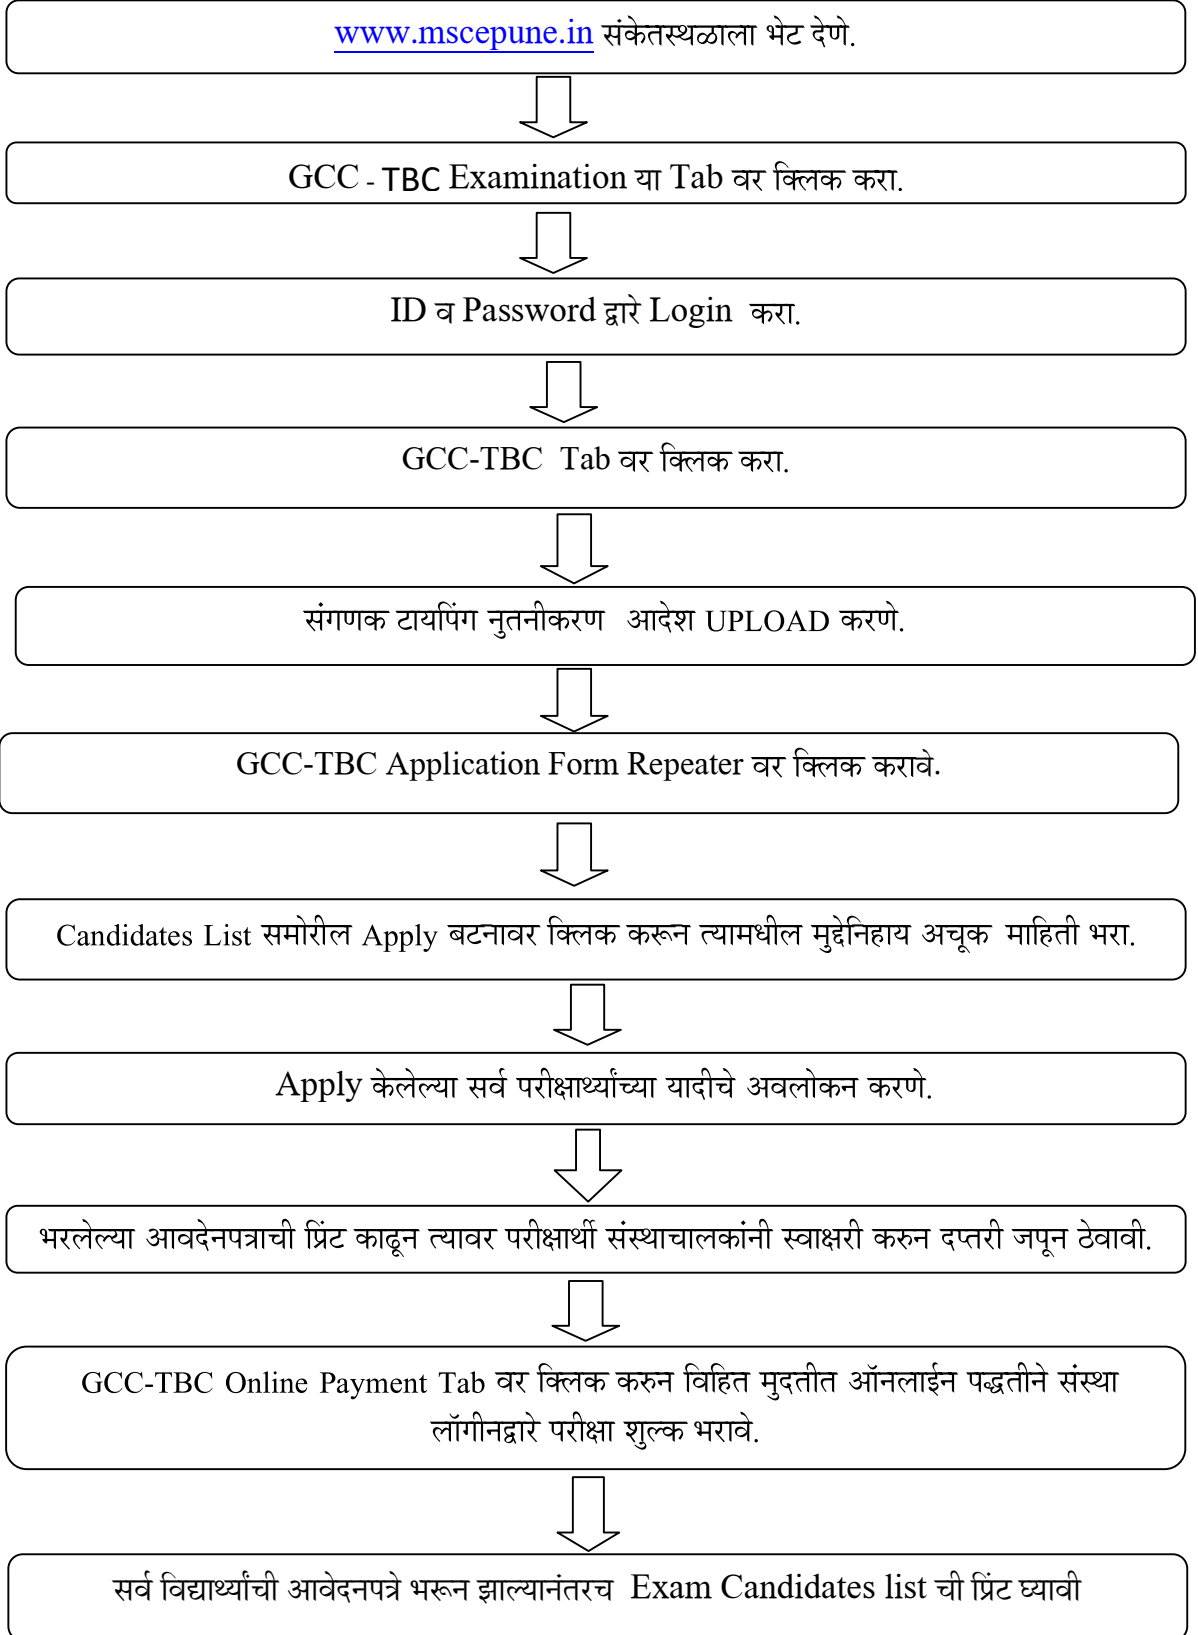 www.mscepune.in संकेतस्थळाला भेट देणे.
GCC - TBC Examination या Tab वर क्लिक करा.
ID व Password द्वारे Login करा.
GCC-TBC Tab वर क्लिक करा.
संगणक टायपिंग नुतनीकरण आदेश UPLOAD करणे.
GCC-TBC Application Form Repeater वर क्लिक करावे.
Candidates List समोरील Apply बटनावर क्लिक करून त्यामधील मुद्देनिहाय अचूक माहिती भरा.
Apply केलेल्या सर्व परीक्षार्थ्यांच्या यादीचे अवलोकन करणे.
भरलेल्या आवदेनपत्राची प्रिंट काढून त्यावर परीक्षार्थी संस्थाचालकांनी स्वाक्षरी करुन दप्तरी जपून ठेवावी.
GCC-TBC Online Payment Tab वर क्लिक करुन विहित मुदतीत ऑनलाईन पद्धतीने संस्था
लॉगीनद्वारे परीक्षा शुल्क भरावे.
सर्व विद्यार्थ्यांची आवेदनपत्रे भरून झाल्यानंतरच Exam Candidates list ची प्रिंट घ्यावी